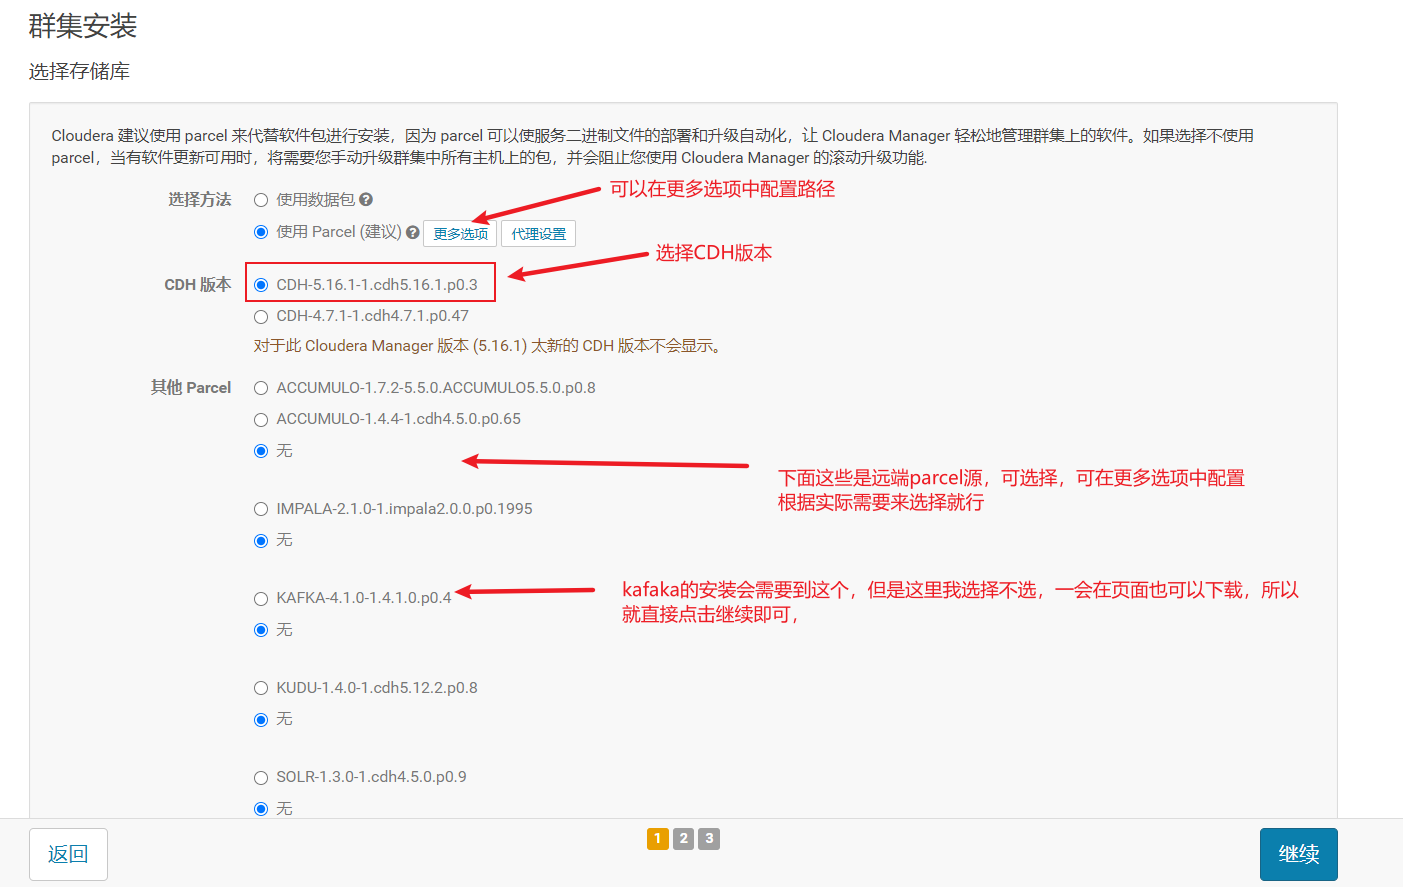 群集安装
选择存储库
Cloudera 建议使用 parcel 来代替软件包进行安装，因为 parcel 可以使服务二进制文件的部署和升级自动化，让 Cloudera Manager 轻松地管理群集上的软件。如果选择不使用
parcel，当有软件更新可用时，将需要您手动升级群集中所有主机上的包，并会阻止您使用 Cloudera Manager 的滚动升级功能.
选择方法 使用数据包 ?
可以在更多选项中配置路径
使用 Parcel (建议) ? 更多选项 代理设置
选择CDH版本
CDH 版本 CDH-5.16.1-1.cdh5.16.1.p0.3
CDH-4.7.1-1.cdh4.7.1.p0.47
对于此 Cloudera Manager 版本 (5.16.1) 太新的 CDH 版本不会显示。
其他 Parcel ACCUMULO-1.7.2-5.5.0.ACCUMULO5.5.0.p0.8
ACCUMULO-1.4.4-1.cdh4.5.0.p0.65
无
下面这些是远端parcel源，可选择，可在更多选项中配置
根据实际需要来选择就行
IMPALA-2.1.0-1.impala2.0.0.p0.1995
无
KAFKA-4.1.0-1.4.1.0.p0.4
kafaka的安装会需要到这个，但是这里我选择不选，一会在页面也可以下载，所以
就直接点击继续即可，
无
KUDU-1.4.0-1.cdh5.12.2.p0.8
无
SOLR-1.3.0-1.cdh4.5.0.p0.9
无
返回 1 2 3 继续